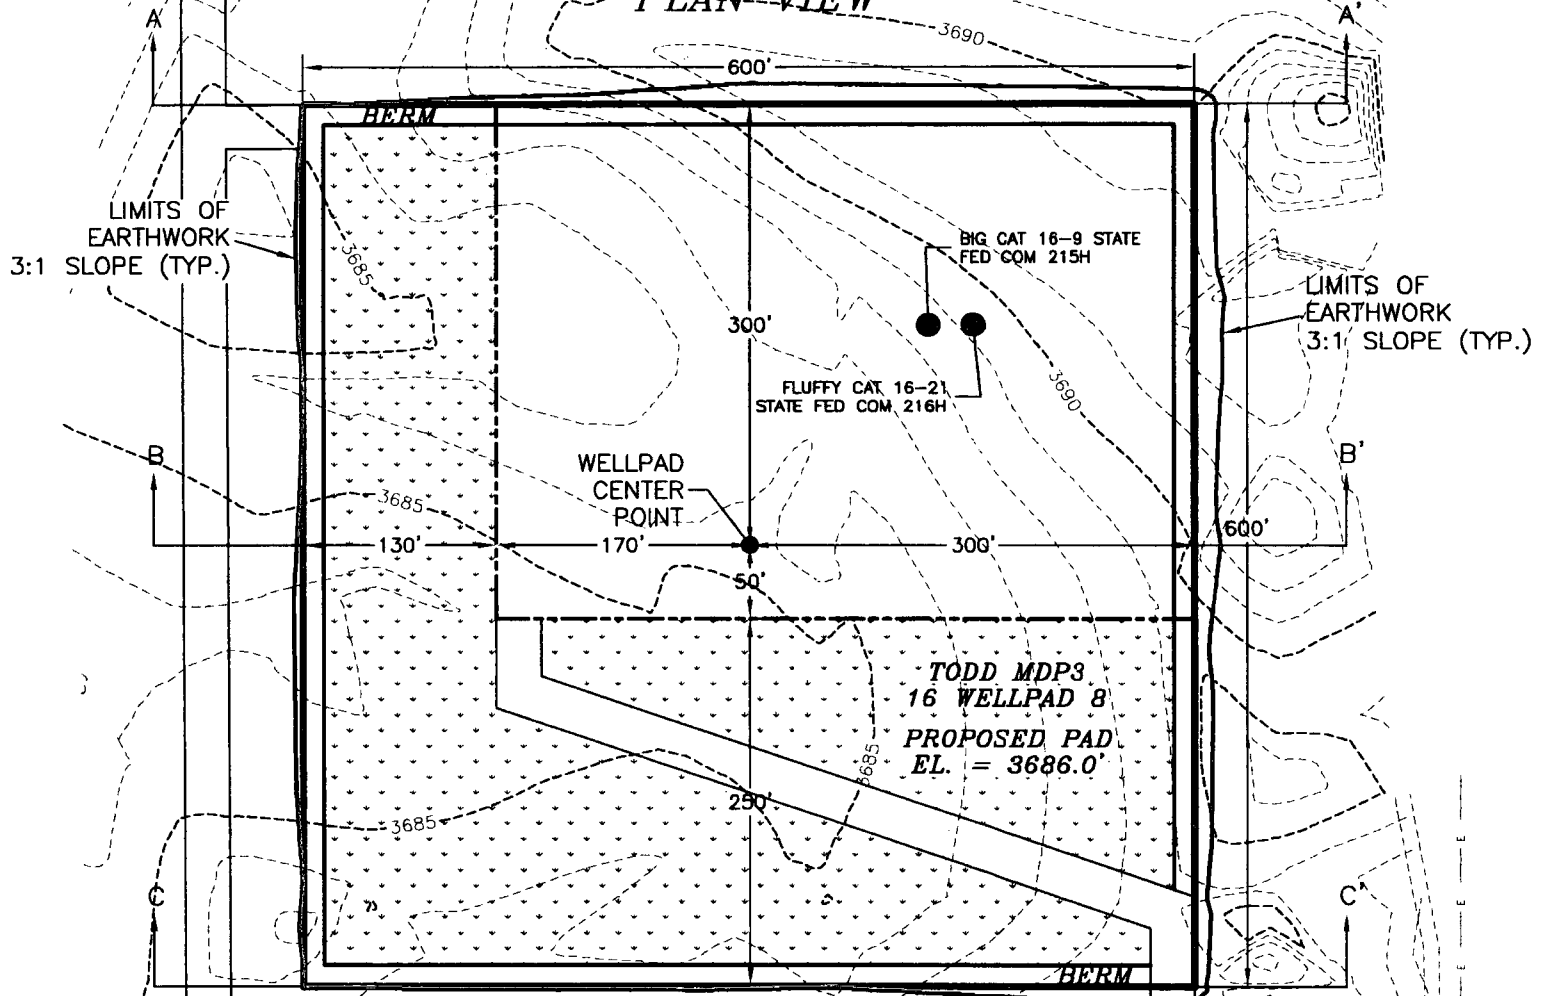 PLAN VIEW
A
A'
3690
600'
BERM
LIMITS OF
EARTHWORK
3:1 SLOPE (TYP.)
3685
BIG CAT 16-9 STATE
FED COM 215H
LIMITS OF
EARTHWORK
3:1 SLOPE (TYP.)
300'
FLUFFY CAT 16-21
STATE FED COM 216H
3690
B
B'
WELLPAD
CENTER
POINT
3685
600'
130'
170'
300'
50'
TODD MDP3
16 WELLPAD 8
PROPOSED PAD
EL. = 3686.0'
3685
250'
3685
C
C'
BERM
E
E
E